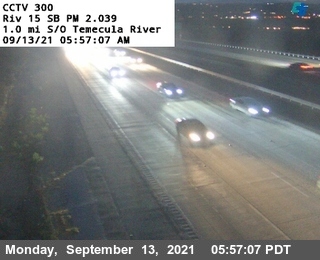 CCTV 300
Riv 15 SB PM 2.039
1.0 mi S/O Temecula River
09/13/21 05:57:07 AM
Monday, September 13, 2021 05:57:07 PDT